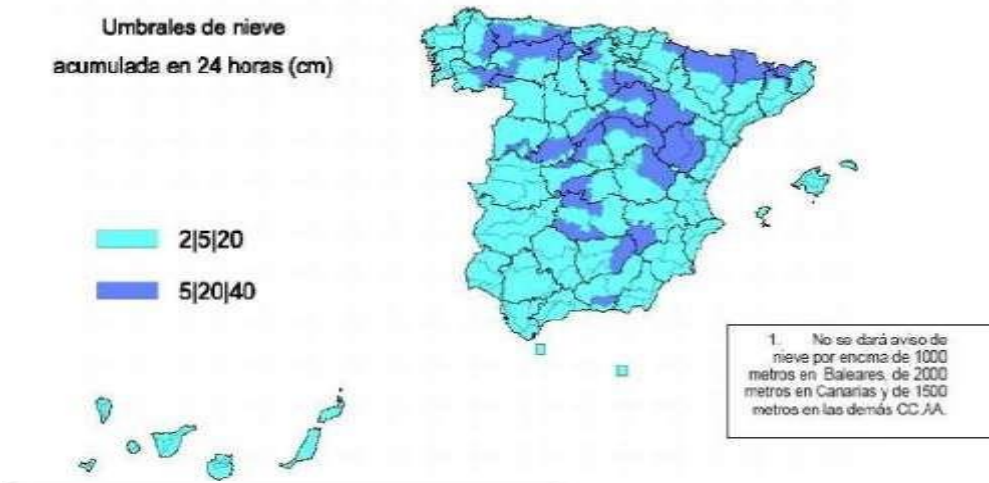 Umbrales de nieve
acumulada en 24 horas (cm)
2|5|20
5|20|40
1. No se dará aviso de
nieve por encima de 1000
metros en Baleares, de 2000
metros en Canarias y de 1500
metros en las demás CC.AA.